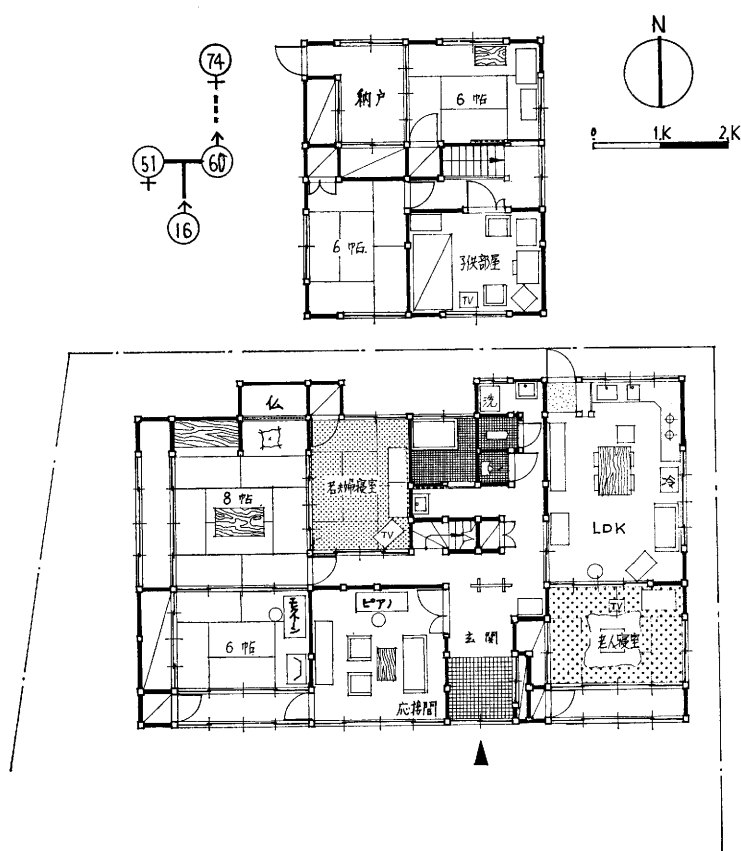 74
51
60
16
N
0 1.K 2.K
納戸
6帖
6帖
子供部屋
TV
仏
洗
8帖
若夫婦寝室
TV
冷
LDK
6帖
ピアノ
玄関
応接間
TV
老人寝室